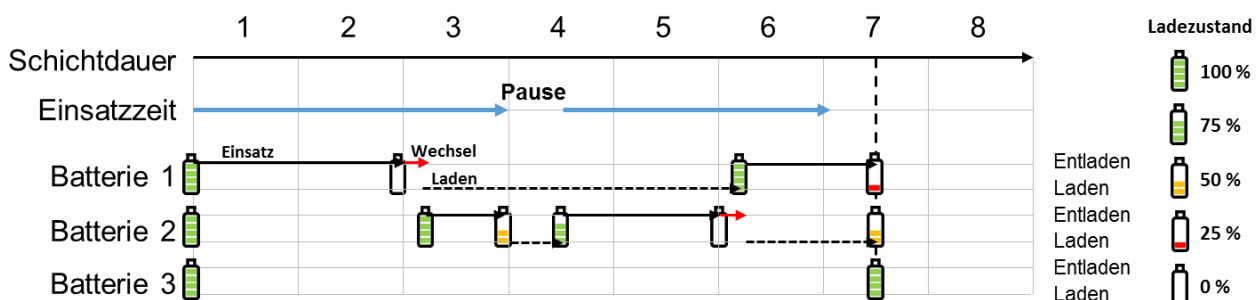 1 2 3 4 5 6 7 8
Ladezustand
Schichtdauer
100 %
Pause
Einsatzzeit
75 %
Einsatz
Wechsel
Batterie 1
Laden
Entladen
Laden
50 %
Batterie 2
Entladen
Laden
25 %
Batterie 3
Entladen
Laden
0 %